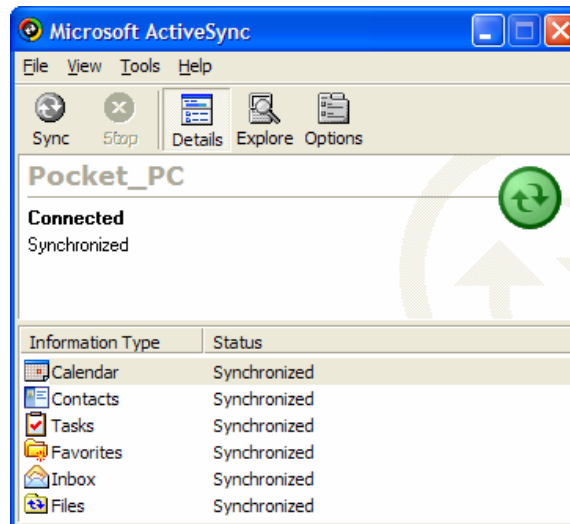 Microsoft ActiveSync
File View Tools Help
Sync Stop Details Explore Options
Pocket_PC
Connected
Synchronized
Information Type Status
Calendar Synchronized
Contacts Synchronized
Tasks Synchronized
Favorites Synchronized
Inbox Synchronized
Files Synchronized